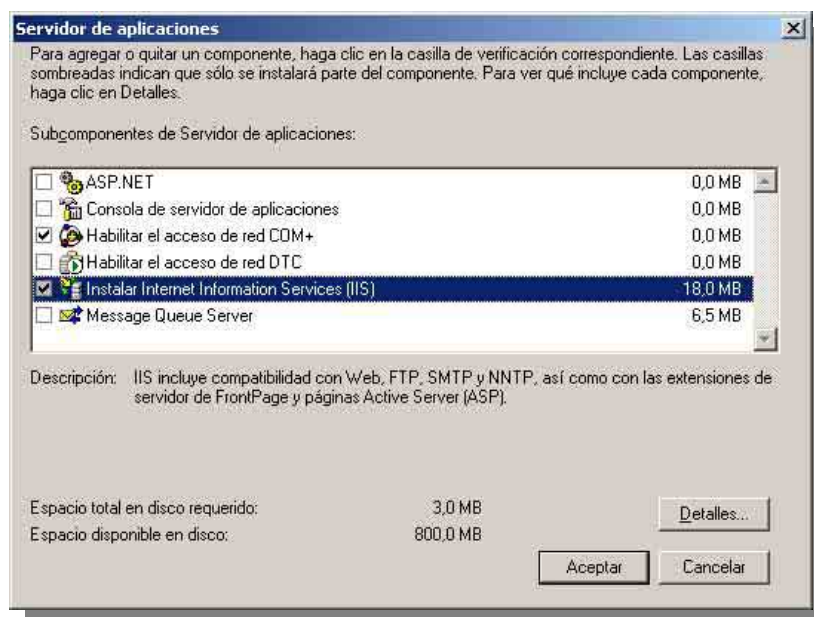 Servidor de aplicaciones
Para agregar o quitar un componente, haga clic en la casilla de verificación correspondiente. Las casillas
sombreadas indican que sólo se instalará parte del componente. Para ver qué incluye cada componente,
haga clic en Detalles.
Subcomponentes de Servidor de aplicaciones:
ASP.NET 0,0 MB
Consola de servidor de aplicaciones 0,0 MB
Habilitar el acceso de red COM+ 0,0 MB
Habilitar el acceso de red DTC 0,0 MB
Instalar Internet Information Services (IIS) 18,0 MB
Message Queue Server 6,5 MB
Descripción: IIS incluye compatibilidad con Web, FTP, SMTP y NNTP, así como con las extensiones de
servidor de FrontPage y páginas Active Server (ASP).
Espacio total en disco requerido: 3,0 MB
Detalles...
Espacio disponible en disco: 800,0 MB
Aceptar Cancelar